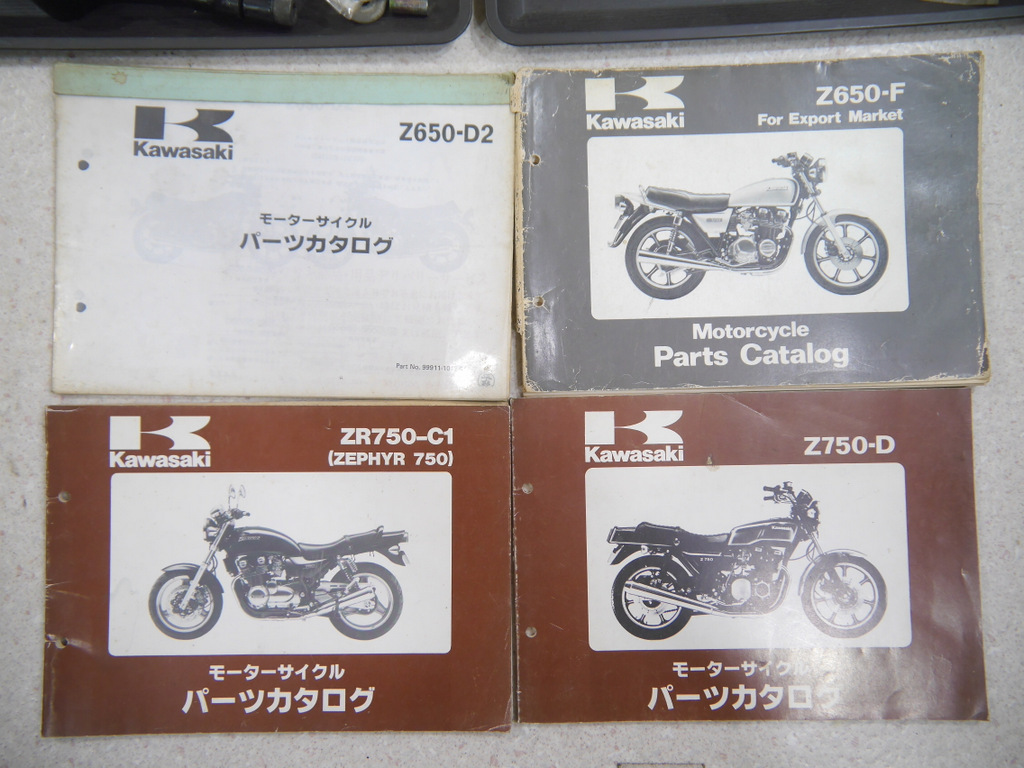 Kawasaki
Z650-D2
モーターサイクル
パーツカタログ
Part No. 99911-
Kawasaki
Z650-F
For Export Market
Motorcycle
Parts Catalog
Kawasaki
ZR750-C1
(ZEPHYR 750)
モーターサイクル
パーツカタログ
Kawasaki
Z750-D
モーターサイクル
パーツカタログ